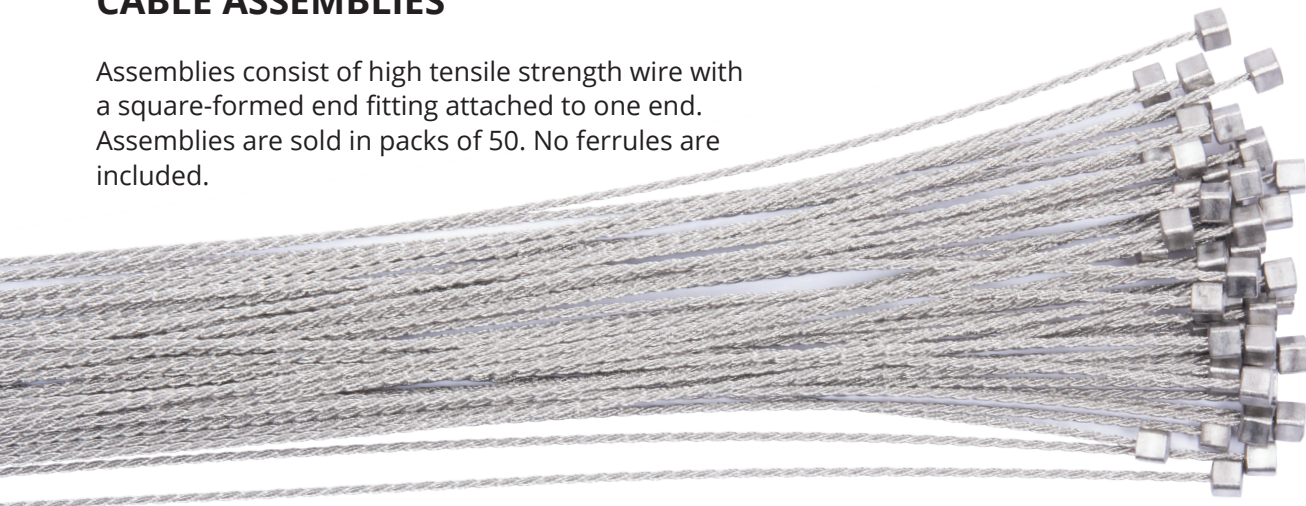 CABLE ASSEMBLIES
Assemblies consist of high tensile strength wire with
a square-formed end fitting attached to one end.
Assemblies are sold in packs of 50. No ferrules are
included.